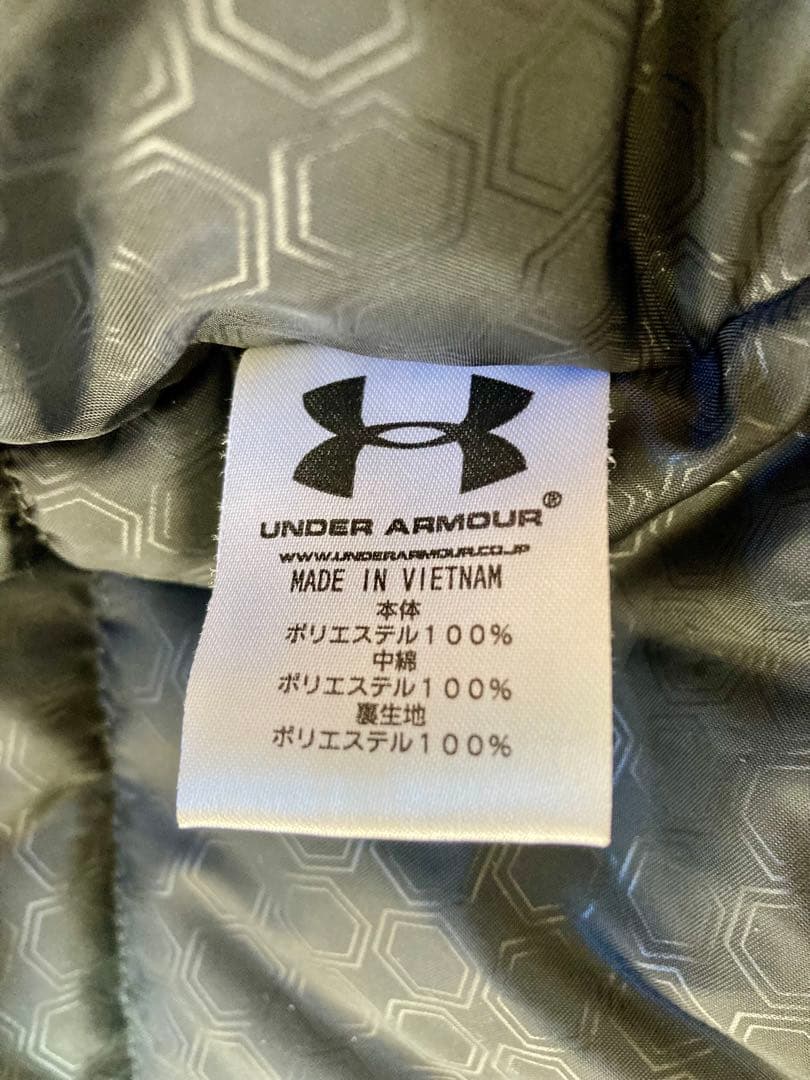 UNDER ARMOUR®
WWW.UNDERARMOUR.CO.JP
MADE IN VIETNAM
本体
ポリエステル100%
中綿
ポリエステル100%
裏生地
ポリエステル100%